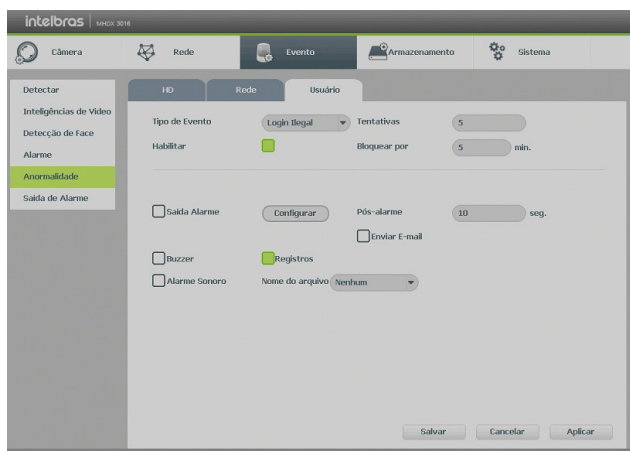 intelbras | MHDX 3016
Câmera Rede Evento Armazenamento Sistema
Detectar
Inteligências de Vídeo
Detecção de Face
Alarme
Anormalidade
Saída de Alarme
HD Rede Usuário
Tipo de Evento Login Ilegal Tentativas 5
Habilitar Bloquear por 5 min.
Saída Alarme Configurar Pós-alarme 10 seg.
Enviar E-mail
Buzzer Registros
Alarme Sonoro Nome do arquivo Nenhum
Salvar Cancelar Aplicar